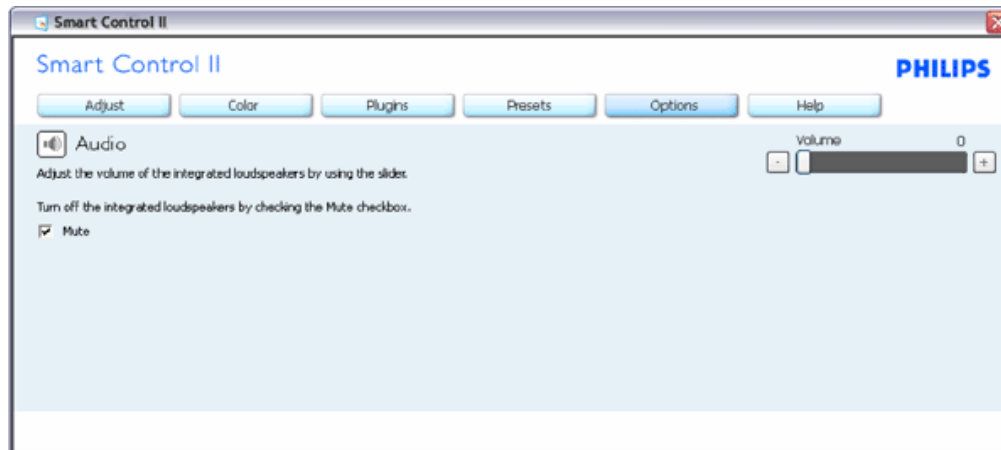 Smart Control II
Smart Control II
PHILIPS
Adjust Color Plugins Presets Options Help
Audio
Volume 0
- +
Adjust the volume of the integrated loudspeakers by using the slider.
Turn off the integrated loudspeakers by checking the Mute checkbox.
Mute